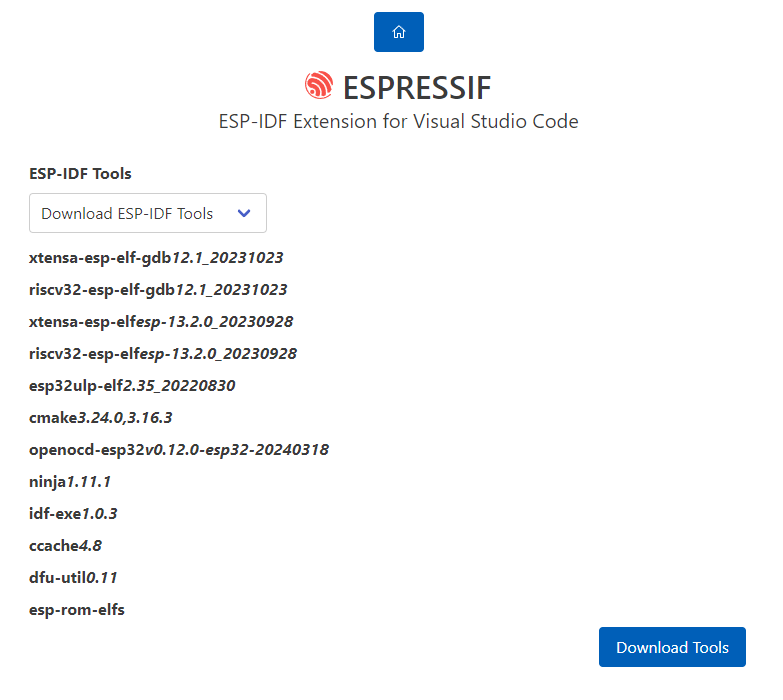 ESPRESSIF
ESP-IDF Extension for Visual Studio Code
ESP-IDF Tools
Download ESP-IDF Tools
xtensa-esp-elf-gdb12.1_20231023
riscv32-esp-elf-gdb12.1_20231023
xtensa-esp-elfesp-13.2.0_20230928
riscv32-esp-elfesp-13.2.0_20230928
esp32ulp-elf2.35_20220830
cmake3.24.0,3.16.3
openocd-esp32v0.12.0-esp32-20240318
ninja1.11.1
idf-exe1.0.3
ccache4.8
dfu-util0.11
esp-rom-elfs
Download Tools